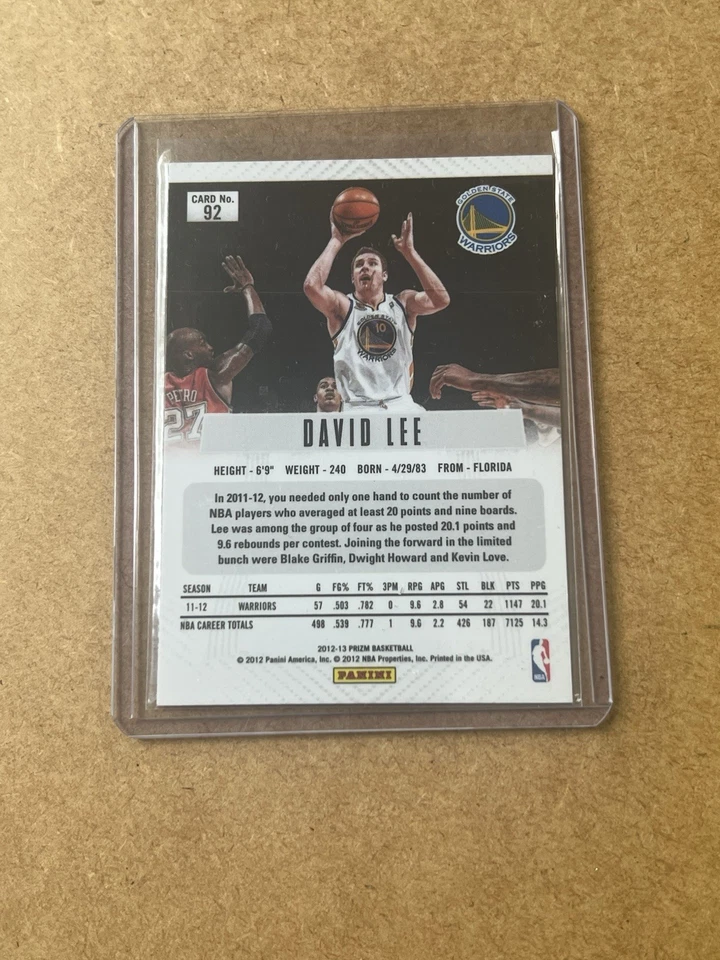 CARD No.
92
GOLDEN STATE
WARRIORS
10
GOLDEN STATE
WARRIORS
PETRO
27
DAVID LEE
HEIGHT - 6'9" WEIGHT - 240 BORN - 4/29/83 FROM - FLORIDA
In 2011-12, you needed only one hand to count the number of
NBA players who averaged at least 20 points and nine boards.
Lee was among the group of four as he posted 20.1 points and
9.6 rebounds per contest. Joining the forward in the limited
bunch were Blake Griffin, Dwight Howard and Kevin Love.
SEASON TEAM G FG% FT% 3PM RPG APG STL BLK PTS PPG
11-12 WARRIORS 57 .503 .782 0 9.6 2.8 54 22 1147 20.1
NBA CAREER TOTALS 498 .539 .777 1 9.6 2.2 426 187 7125 14.3
2012-13 PRIZM BASKETBALL
© 2012 Panini America, Inc. © 2012 NBA Properties, Inc. Printed in the USA.
PANINI
NBA